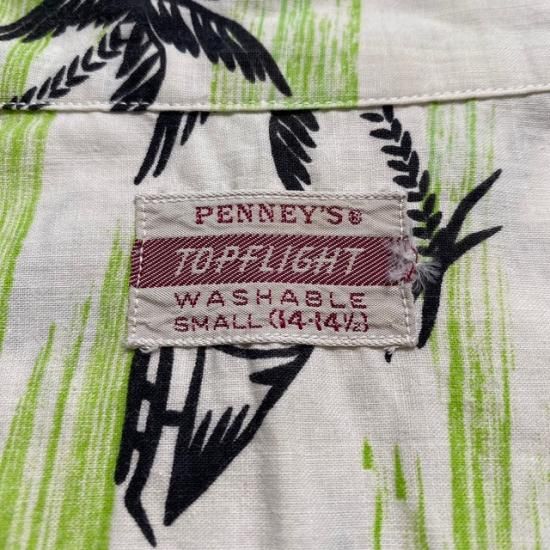 PENNEY'S®
TOPFLIGHT
WASHABLE
SMALL (14-14½)